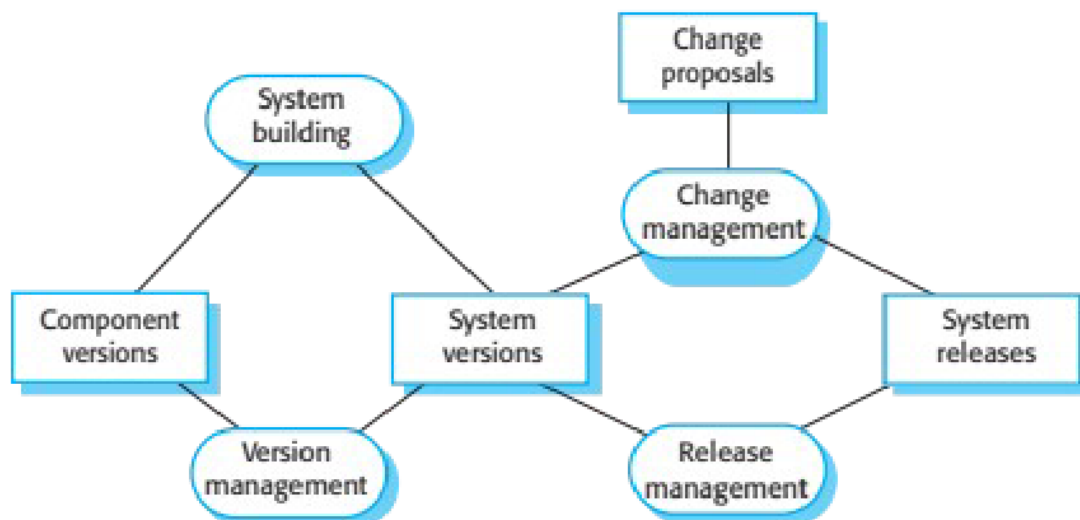 Change
proposals
System
building
Change
management
Component
versions
System
versions
System
releases
Version
management
Release
management